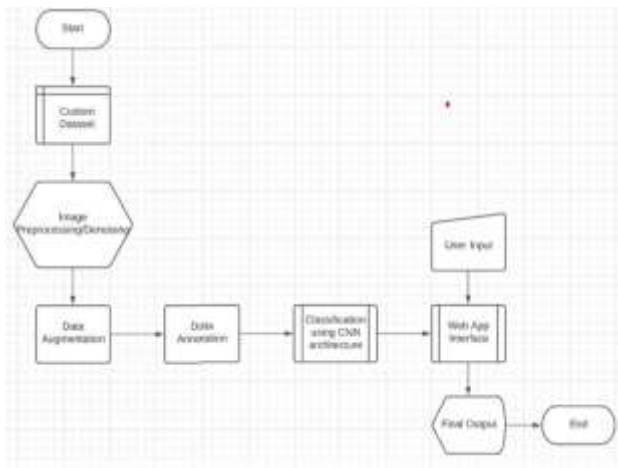 Start
Custom
Dataset
Image
Preprocessing/Denoising
Data
Augmentation
Data
Annotation
Classification
using CNN
architecture
User Input
Web App
Interface
Final Output
End